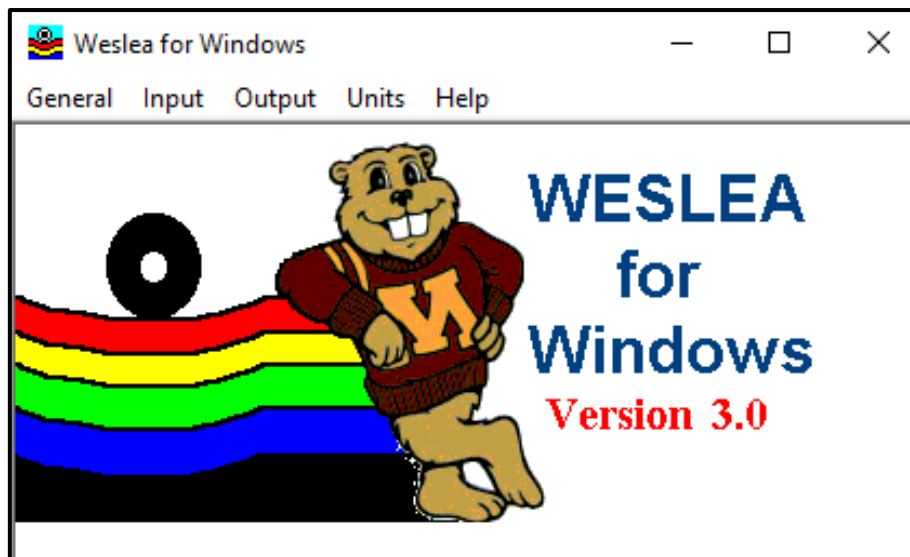 Weslea for Windows
General Input Output Units Help
WESLEA
for
Windows
Version 3.0